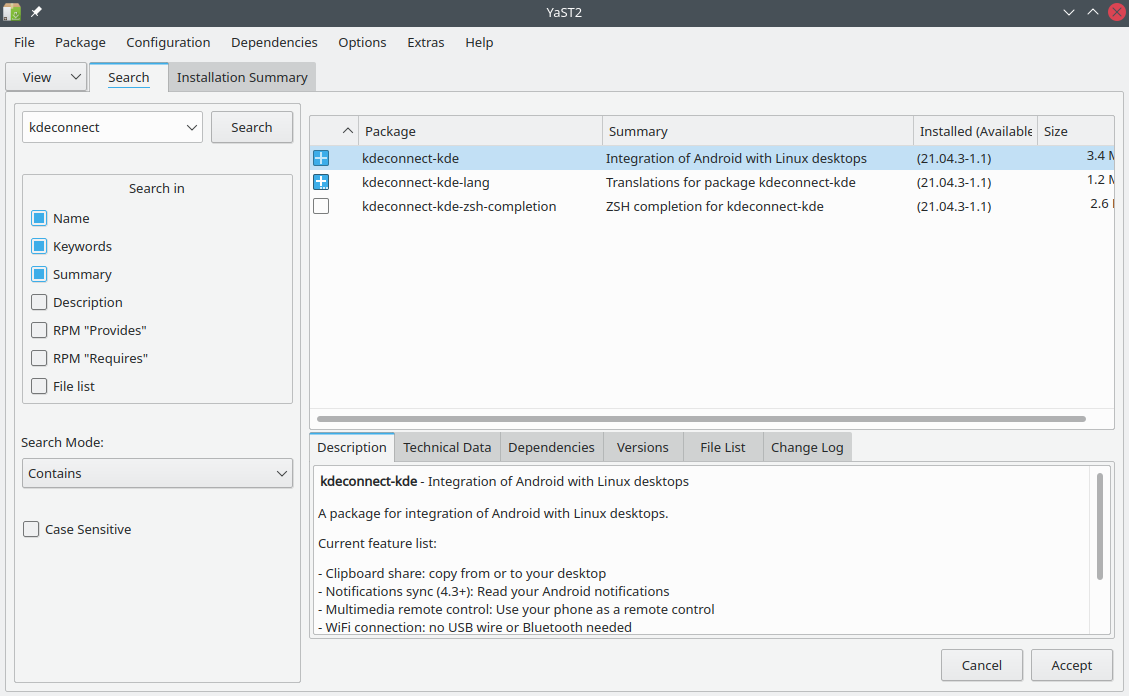 YaST2
File Package Configuration Dependencies Options Extras Help
View Search Installation Summary
kdeconnect Search
Search in
Name
Keywords
Summary
Description
RPM "Provides"
RPM "Requires"
File list
Search Mode:
Contains
Case Sensitive
Package Summary Installed (Available Size
kdeconnect-kde Integration of Android with Linux desktops (21.04.3-1.1) 3.4 M
kdeconnect-kde-lang Translations for package kdeconnect-kde (21.04.3-1.1) 1.2 M
kdeconnect-kde-zsh-completion ZSH completion for kdeconnect-kde (21.04.3-1.1) 2.6
Description Technical Data Dependencies Versions File List Change Log
kdeconnect-kde - Integration of Android with Linux desktops
A package for integration of Android with Linux desktops.
Current feature list:
- Clipboard share: copy from or to your desktop
- Notifications sync (4.3+): Read your Android notifications
- Multimedia remote control: Use your phone as a remote control
- WiFi connection: no USB wire or Bluetooth needed
Cancel Accept